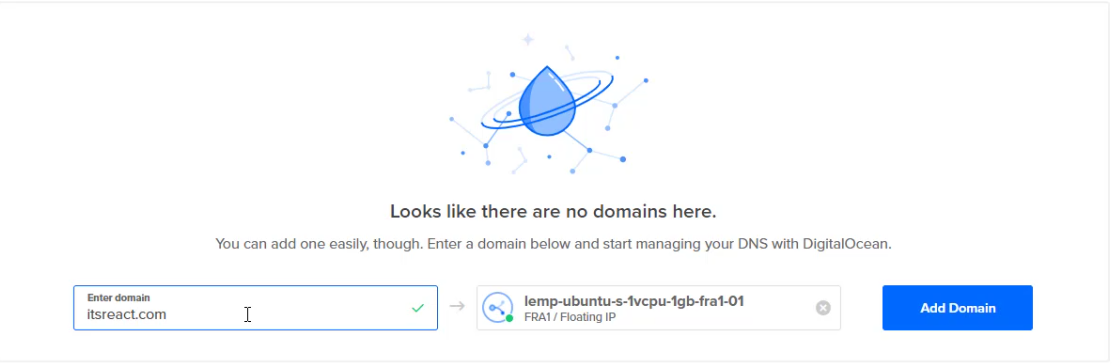 Looks like there are no domains here.
You can add one easily, though. Enter a domain below and start managing your DNS with DigitalOcean.
Enter domain
itsreact.com
lemp-ubuntu-s-1vcpu-1gb-fra1-01
FRA1 / Floating IP
Add Domain